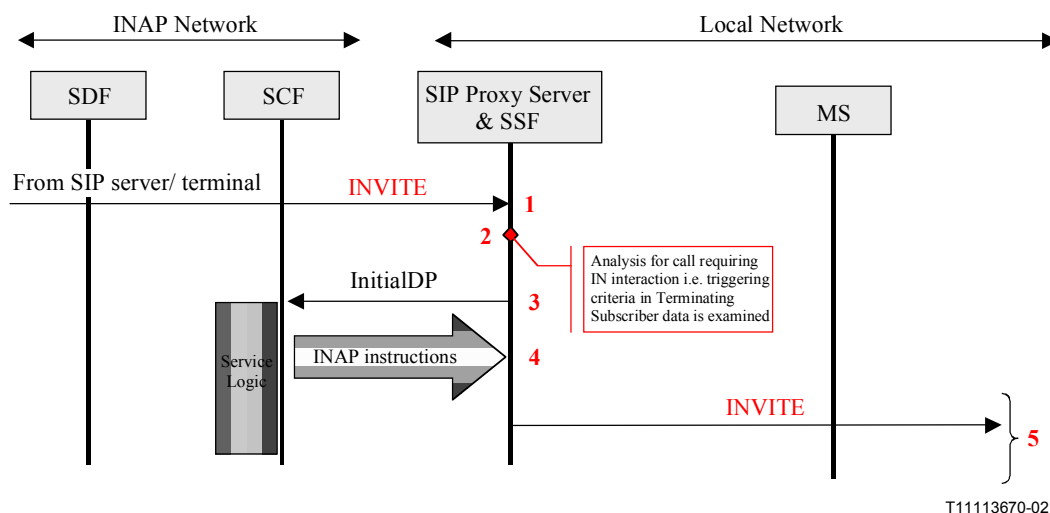 INAP Network
Local Network
SDF
SCF
SIP Proxy Server
& SSF
MS
From SIP server/ terminal
INVITE
1
2
Analysis for call requiring
IN interaction i.e. triggering
criteria in Terminating
Subscriber data is examined
InitialDP
3
Service
Logic
INAP instructions
4
INVITE
5
T11113670-02